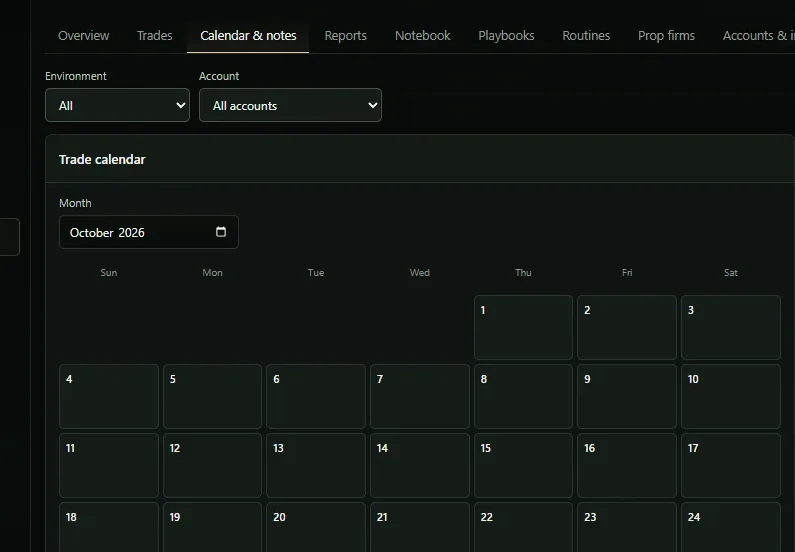 Overview Trades Calendar & notes Reports Notebook Playbooks Routines Prop firms Accounts & i
Environment Account
All All accounts
Trade calendar
Month
October 2026
Sun Mon Tue Wed Thu Fri Sat
1 2 3
4 5 6 7 8 9 10
11 12 13 14 15 16 17
18 19 20 21 22 23 24